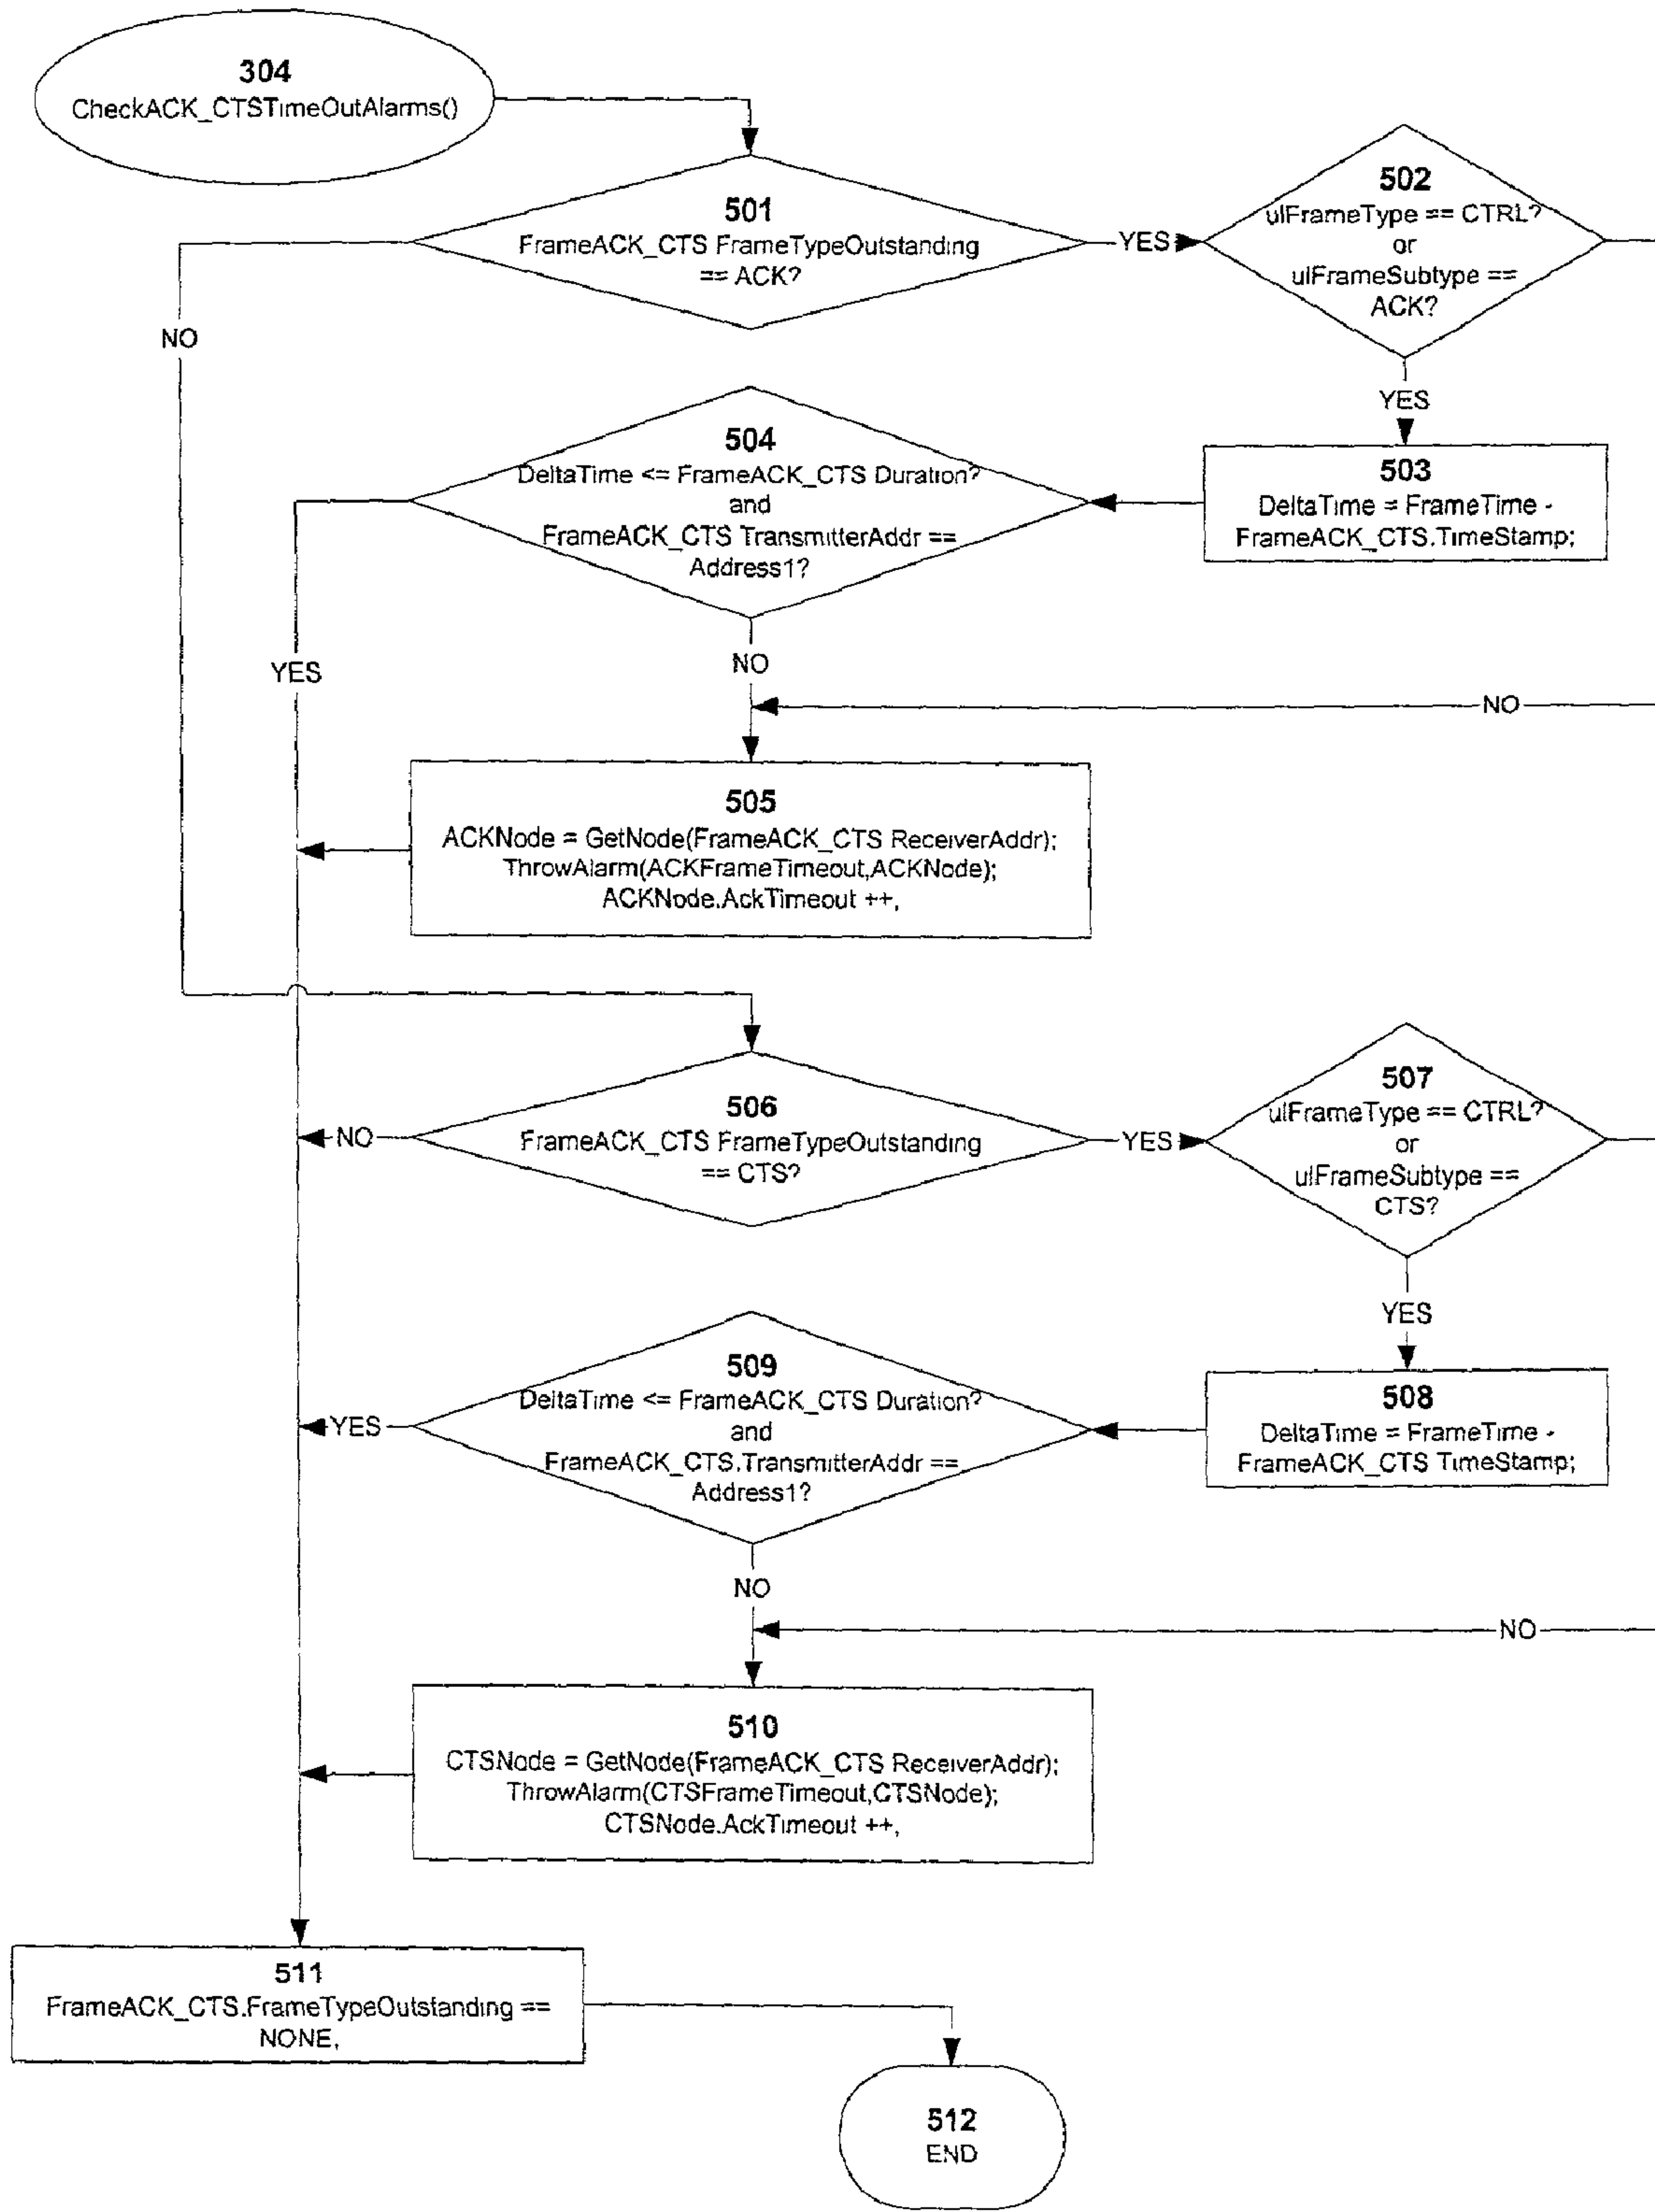 304
CheckACK_CTSTimeOutAlarms()
501
FrameACK_CTS FrameTypeOutstanding
== ACK?
YES
502
ulFrameType == CTRL?
or
ulFrameSubtype ==
ACK?
NO
YES
504
DeltaTime <= FrameACK_CTS Duration?
and
FrameACK_CTS TransmitterAddr ==
Address1?
503
DeltaTime = FrameTime -
FrameACK_CTS.TimeStamp;
YES
NO
NO
505
ACKNode = GetNode(FrameACK_CTS ReceiverAddr);
ThrowAlarm(ACKFrameTimeout,ACKNode);
ACKNode.AckTimeout ++,
506
FrameACK_CTS FrameTypeOutstanding
== CTS?
NO
YES
507
ulFrameType == CTRL?
or
ulFrameSubtype ==
CTS?
YES
509
DeltaTime <= FrameACK_CTS Duration?
and
FrameACK_CTS.TransmitterAddr ==
Address1?
YES
508
DeltaTime = FrameTime -
FrameACK_CTS TimeStamp;
NO
NO
510
CTSNode = GetNode(FrameACK_CTS ReceiverAddr);
ThrowAlarm(CTSFrameTimeout,CTSNode);
CTSNode.AckTimeout ++,
511
FrameACK_CTS.FrameTypeOutstanding ==
NONE,
512
END